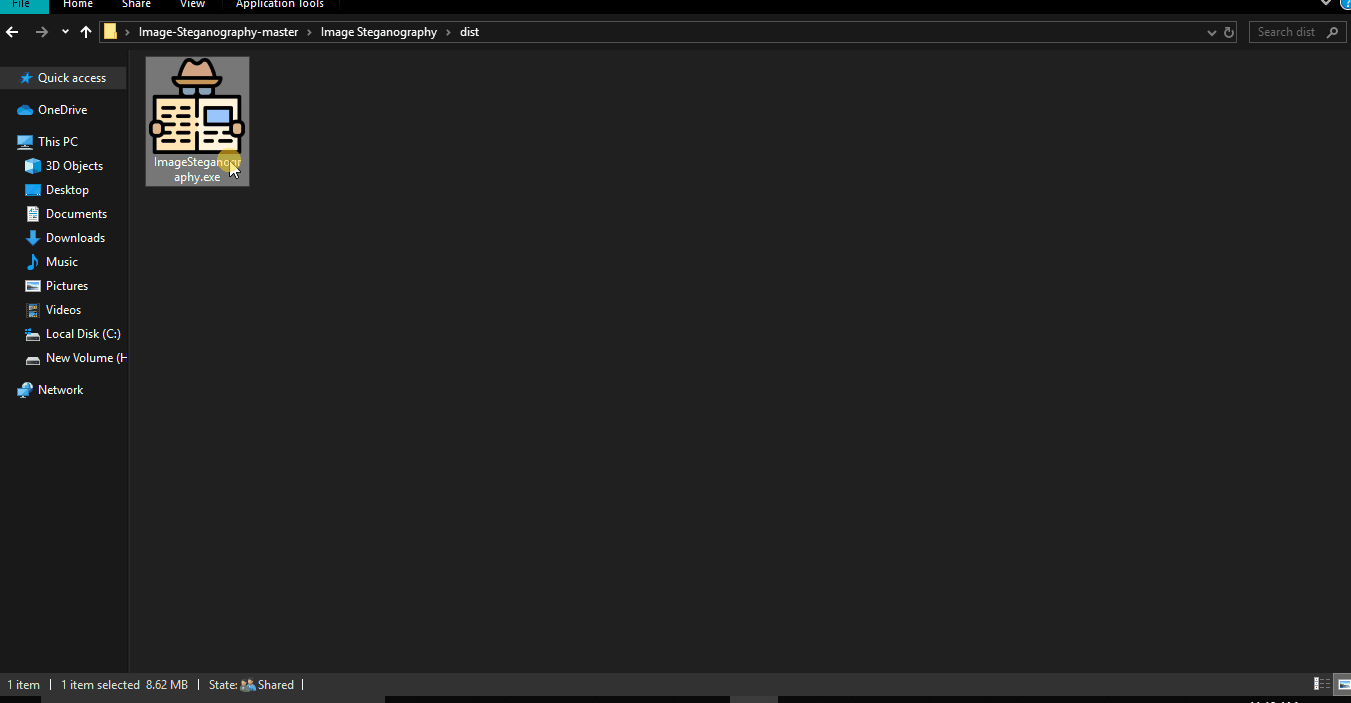 File Home Share View Application Tools
Image-Steganography-master Image Steganography dist
Search dist
Quick access
OneDrive
This PC
3D Objects
Desktop
Documents
Downloads
Music
Pictures
Videos
Local Disk (C:)
New Volume (H
Network
ImageSteganogr
aphy.exe
1 item 1 item selected 8.62 MB State: Shared